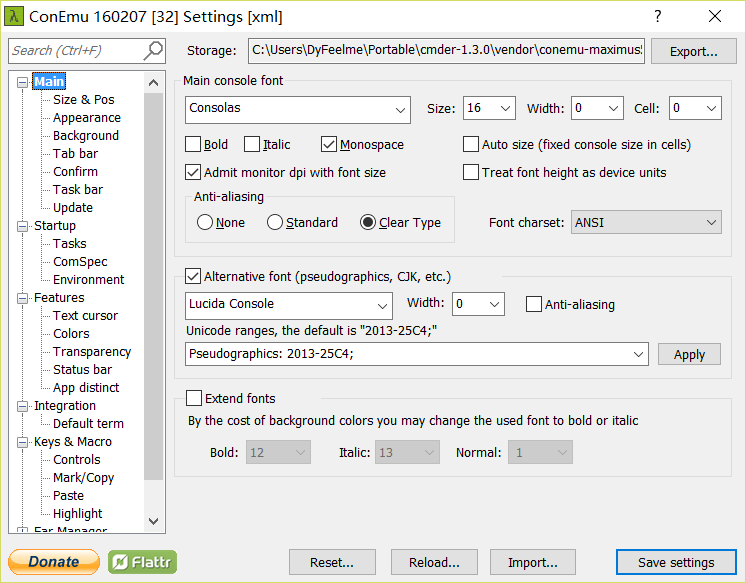 ConEmu 160207 [32] Settings [xml]
Search (Ctrl+F)
Storage: C:\Users\DyFeelme\Portable\cmder-1.3.0\vendor\conemu-maximus5 Export...
Main
Size & Pos
Appearance
Background
Tab bar
Confirm
Task bar
Update
Startup
Tasks
ComSpec
Environment
Features
Text cursor
Colors
Transparency
Status bar
App distinct
Integration
Default term
Keys & Macro
Controls
Mark/Copy
Paste
Highlight
Far Manager
Main console font
Consolas Size: 16 Width: 0 Cell: 0
Bold Italic Monospace Auto size (fixed console size in cells)
Admit monitor dpi with font size Treat font height as device units
Anti-aliasing
None Standard Clear Type Font charset: ANSI
Alternative font (pseudographics, CJK, etc.)
Lucida Console Width: 0 Anti-aliasing
Unicode ranges, the default is "2013-25C4;"
Pseudographics: 2013-25C4; Apply
Extend fonts
By the cost of background colors you may change the used font to bold or italic
Bold: 12 Italic: 13 Normal: 1
Donate Flattr Reset... Reload... Import... Save settings